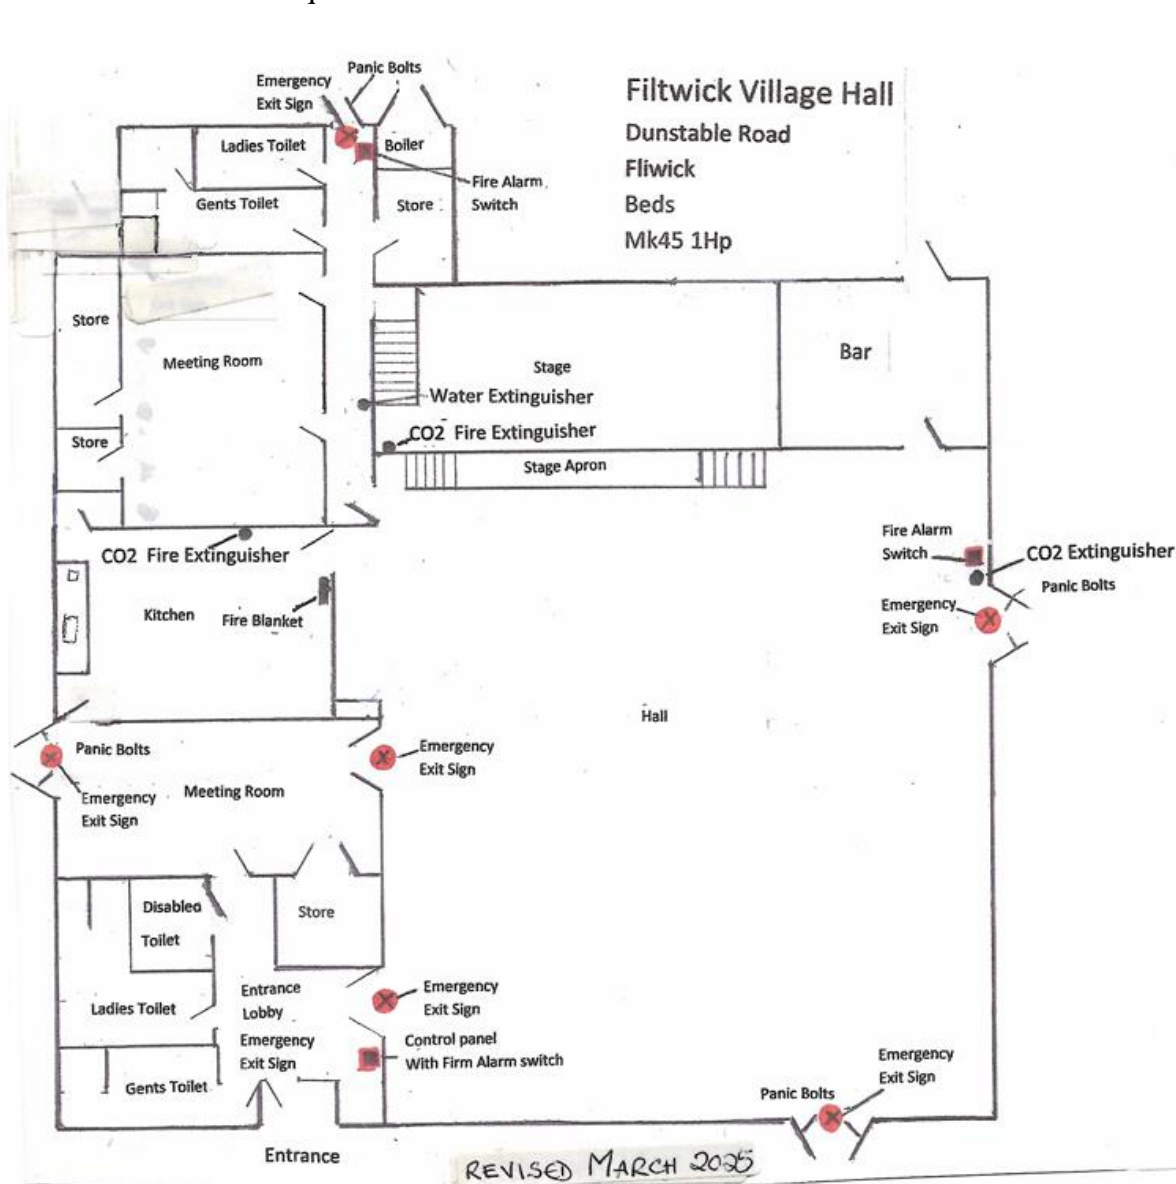 Panic Bolts
Emergency
Exit Sign
Filtwick Village Hall
Dunstable Road
Fliwick
Beds
Mk45 1Hp
Ladies Toilet
Boiler
Fire Alarm
Switch
Gents Toilet
Store
Store
Meeting Room
Stage
Bar
Water Extinguisher
CO2 Fire Extinguisher
Store
Stage Apron
Fire Alarm
Switch
CO2 Extinguisher
Panic Bolts
CO2 Fire Extinguisher
Kitchen
Fire Blanket
Emergency
Exit Sign
Hall
Panic Bolts
Emergency
Exit Sign
Emergency
Exit Sign
Meeting Room
Disabled
Toilet
Store
Ladies Toilet
Entrance
Lobby
Emergency
Exit Sign
Emergency
Exit Sign
Control panel
With Firm Alarm switch
Gents Toilet
Emergency
Exit Sign
Panic Bolts
Entrance
REVISED MARCH 2025